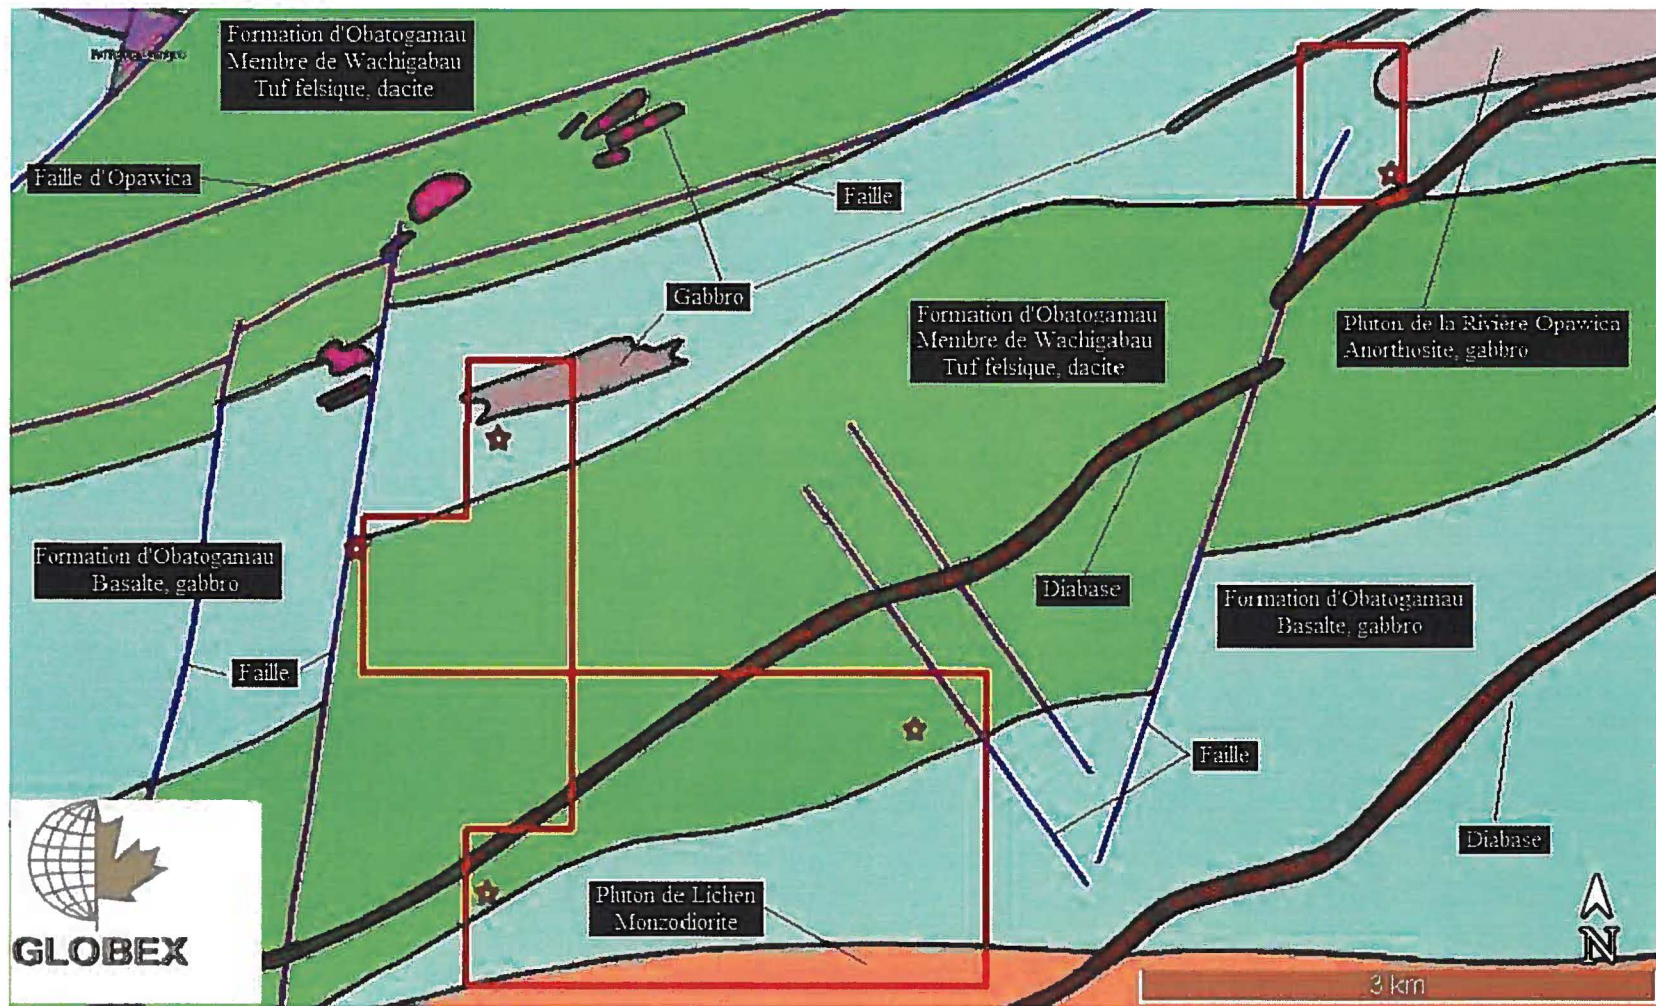 Formation d'Obatogamau
Membre de Wachigabau
Tuf felsique, dacite
Faille d'Opawica
Faille
Gabbro
Formation d'Obatogamau
Membre de Wachigabau
Tuf felsique, dacite
Pluton de la Rivière Opawica
Anorthosite, gabbro
Formation d'Obatogamau
Basalte, gabbro
Diabase
Formation d'Obatogamau
Basalte, gabbro
Faille
Faille
Diabase
Pluton de Lichen
Monzodiorite
GLOBEX
N
3 km